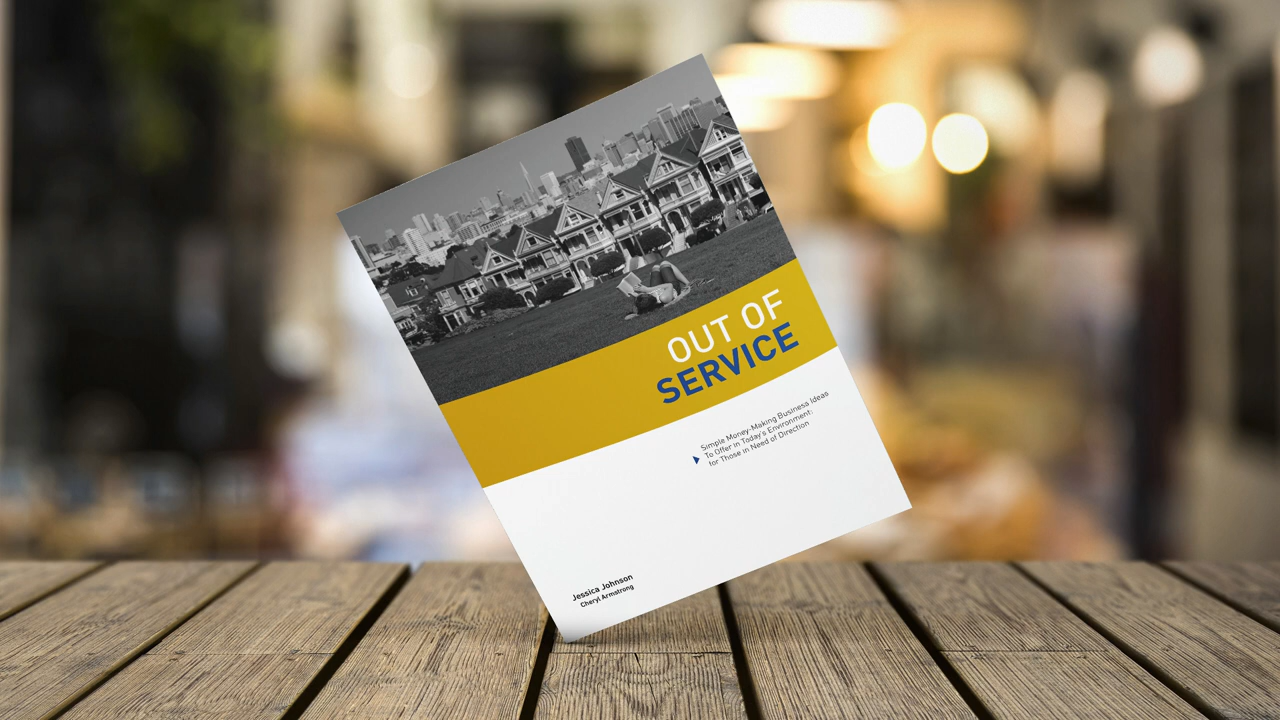 OUT OF
SERVICE
Simple Money-Making Business Ideas
To Offer in Today's Environment:
for Those in Need of Direction
Jessica Johnson
Cheryl Armstrong